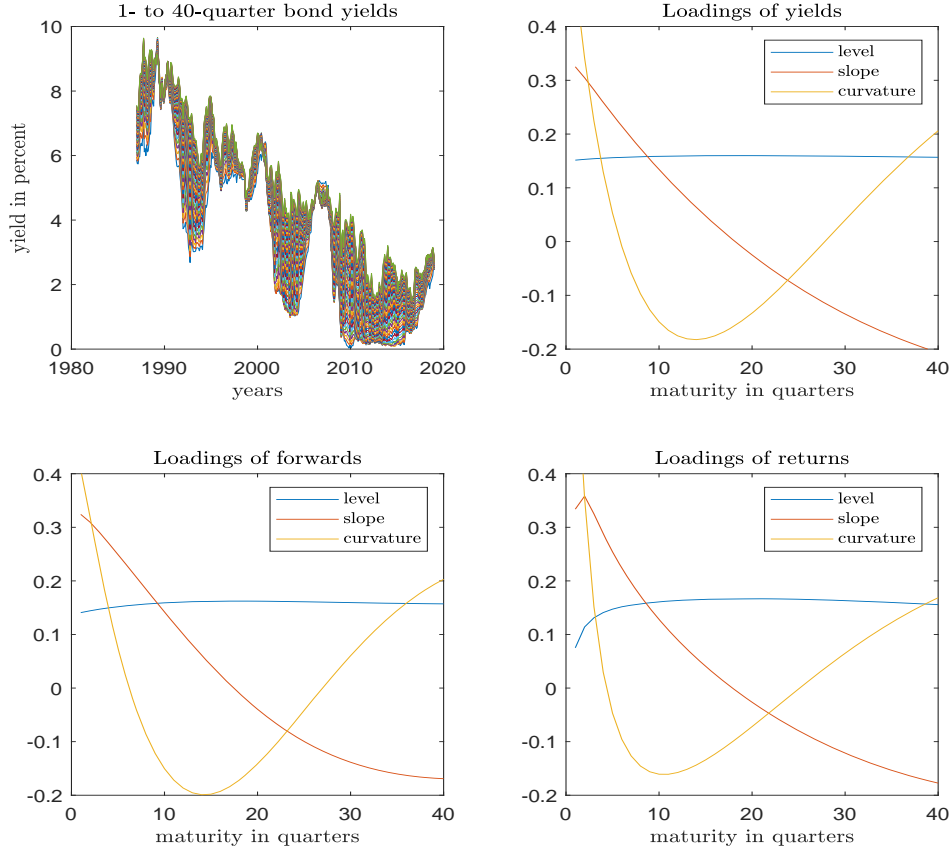 1- to 40-quarter bond yields
yield in percent
10
8
6
4
2
0
1980
1990
2000
2010
2020
years
Loadings of yields
0.4
0.3
0.2
0.1
0
-0.1
-0.2
level
slope
curvature
0
10
20
30
40
maturity in quarters
Loadings of forwards
0.4
0.3
0.2
0.1
0
-0.1
-0.2
level
slope
curvature
0
10
20
30
40
maturity in quarters
Loadings of returns
0.4
0.3
0.2
0.1
0
-0.1
-0.2
level
slope
curvature
0
10
20
30
40
maturity in quarters